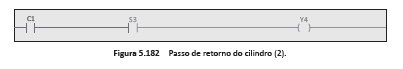 C1 S3 Y4
Figura 5.182 Passo de retorno do cilindro (2).